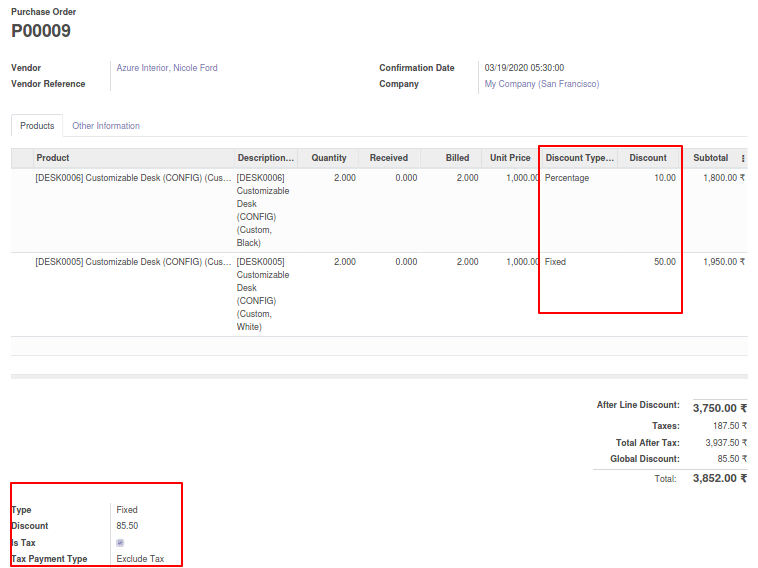 Purchase Order
P00009
Vendor Azure Interior, Nicole Ford Confirmation Date 03/19/2020 05:30:00
Vendor Reference Company My Company (San Francisco)
Products Other Information
Product Description... Quantity Received Billed Unit Price Discount Type... Discount Subtotal
[DESK0006] Customizable Desk (CONFIG) (Cus... [DESK0006] 2.000 0.000 2.000 1,000.00 Percentage 10.00 1,800.00 ₹
Customizable
Desk
(CONFIG)
(Custom,
Black)
[DESK0005] Customizable Desk (CONFIG) (Cus... [DESK0005] 2.000 0.000 2.000 1,000.00 Fixed 50.00 1,950.00 ₹
Customizable
Desk
(CONFIG)
(Custom,
White)
After Line Discount: 3,750.00 ₹
Taxes: 187.50 ₹
Total After Tax: 3,937.50 ₹
Global Discount: 85.50 ₹
Total: 3,852.00 ₹
Type Fixed
Discount 85.50
Is Tax
Tax Payment Type Exclude Tax